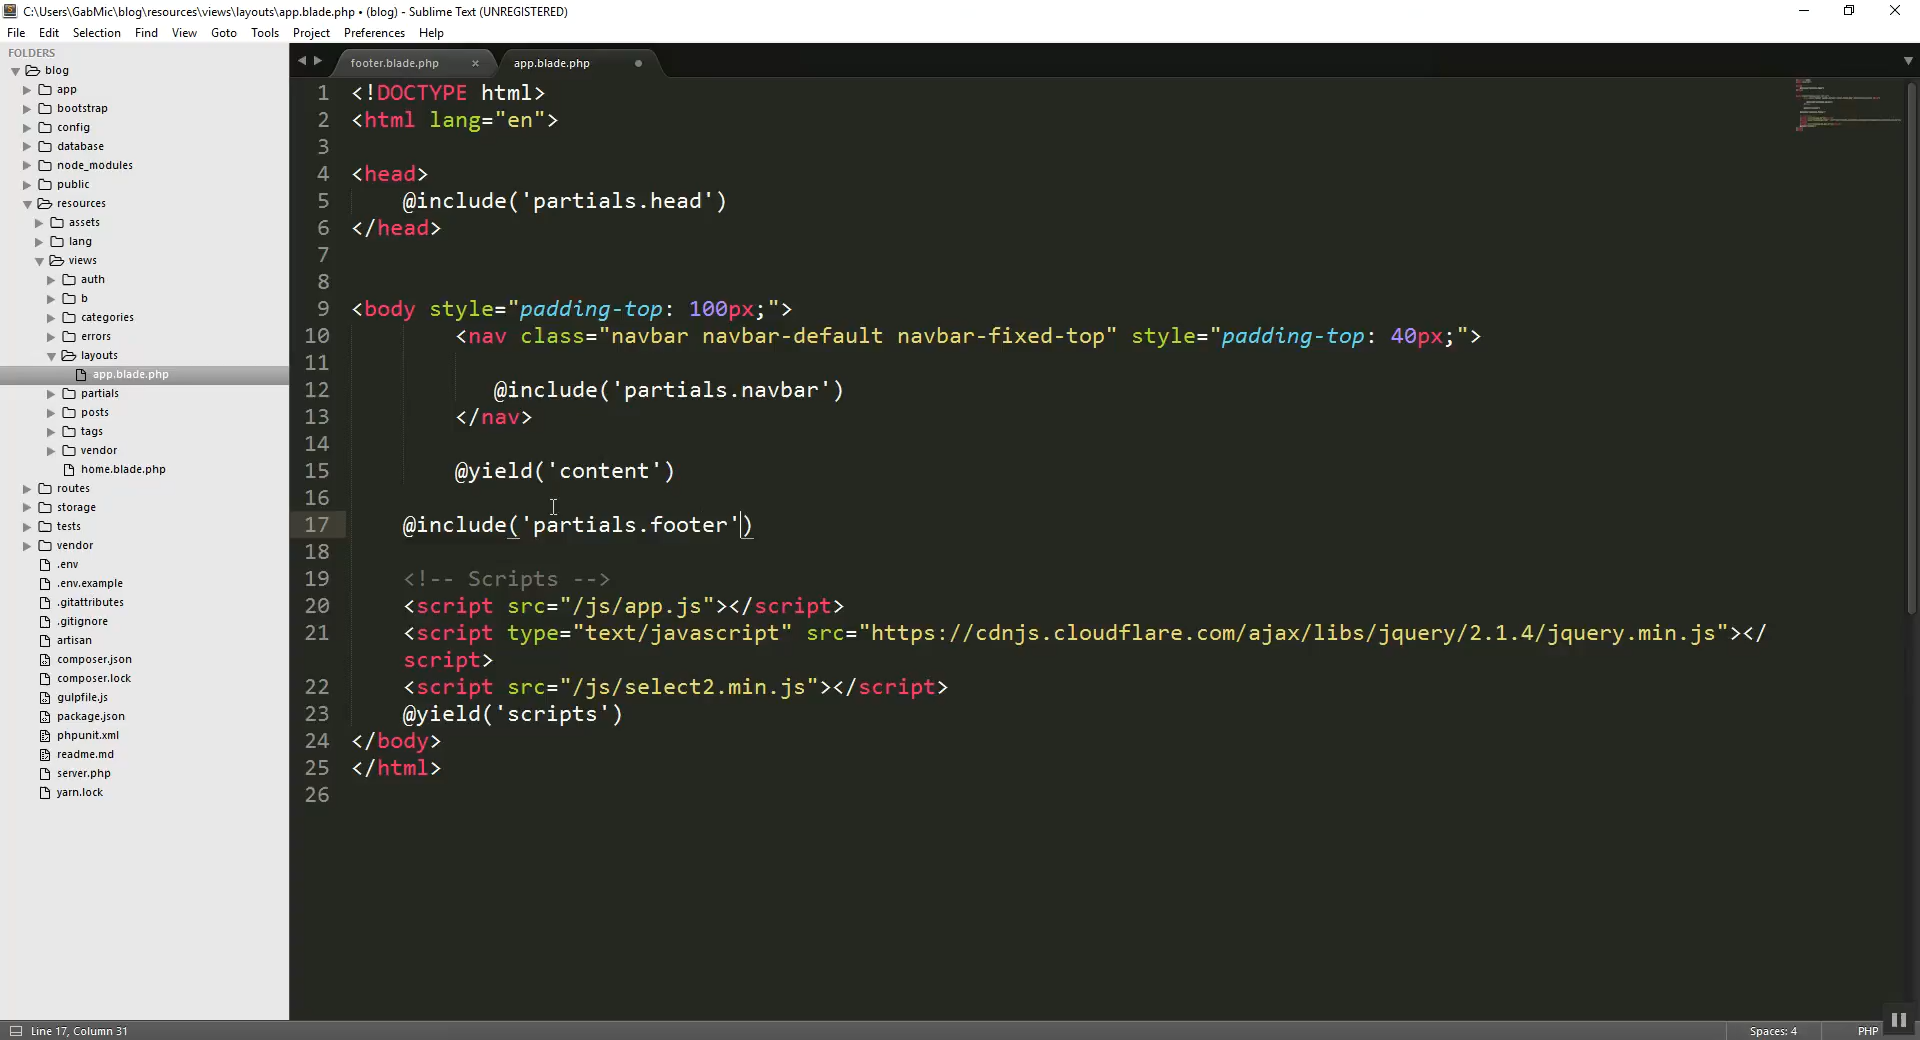 C:\Users\GabMic\blog\resources\views\layouts\app.blade.php • (blog) - Sublime Text (UNREGISTERED)
File Edit Selection Find View Goto Tools Project Preferences Help
FOLDERS
blog
app
bootstrap
config
database
node_modules
public
resources
assets
lang
views
auth
b
categories
errors
layouts
app.blade.php
partials
posts
tags
vendor
home.blade.php
routes
storage
tests
vendor
.env
.env.example
.gitattributes
.gitignore
artisan
composer.json
composer.lock
gulpfile.js
package.json
phpunit.xml
readme.md
server.php
yarn.lock
footer.blade.php × app.blade.php
1 <!DOCTYPE html>
2 <html lang="en">
3
4 <head>
5 @include('partials.head')
6 </head>
7
8
9 <body style="padding-top: 100px;">
10 <nav class="navbar navbar-default navbar-fixed-top" style="padding-top: 40px;">
11
12 @include('partials.navbar')
13 </nav>
14
15 @yield('content')
16
17 @include('partials.footer')
18
19 <!-- Scripts -->
20 <script src="/js/app.js"></script>
21 <script type="text/javascript" src="https://cdnjs.cloudflare.com/ajax/libs/jquery/2.1.4/jquery.min.js"></
script>
22 <script src="/js/select2.min.js"></script>
23 @yield('scripts')
24 </body>
25 </html>
26
Line 17, Column 31
Spaces: 4 PHP